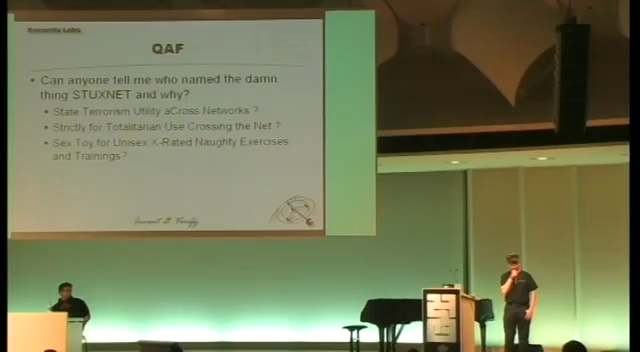 QAF
• Can anyone tell me who named the damn
thing STUXNET and why?
• State Terrorism Utility aCross Networks ?
• Strictly for Totalitarian Use Crossing the Net ?
• Sex Toy for Unisex X-Rated Naughty Exercises
and Trainings?